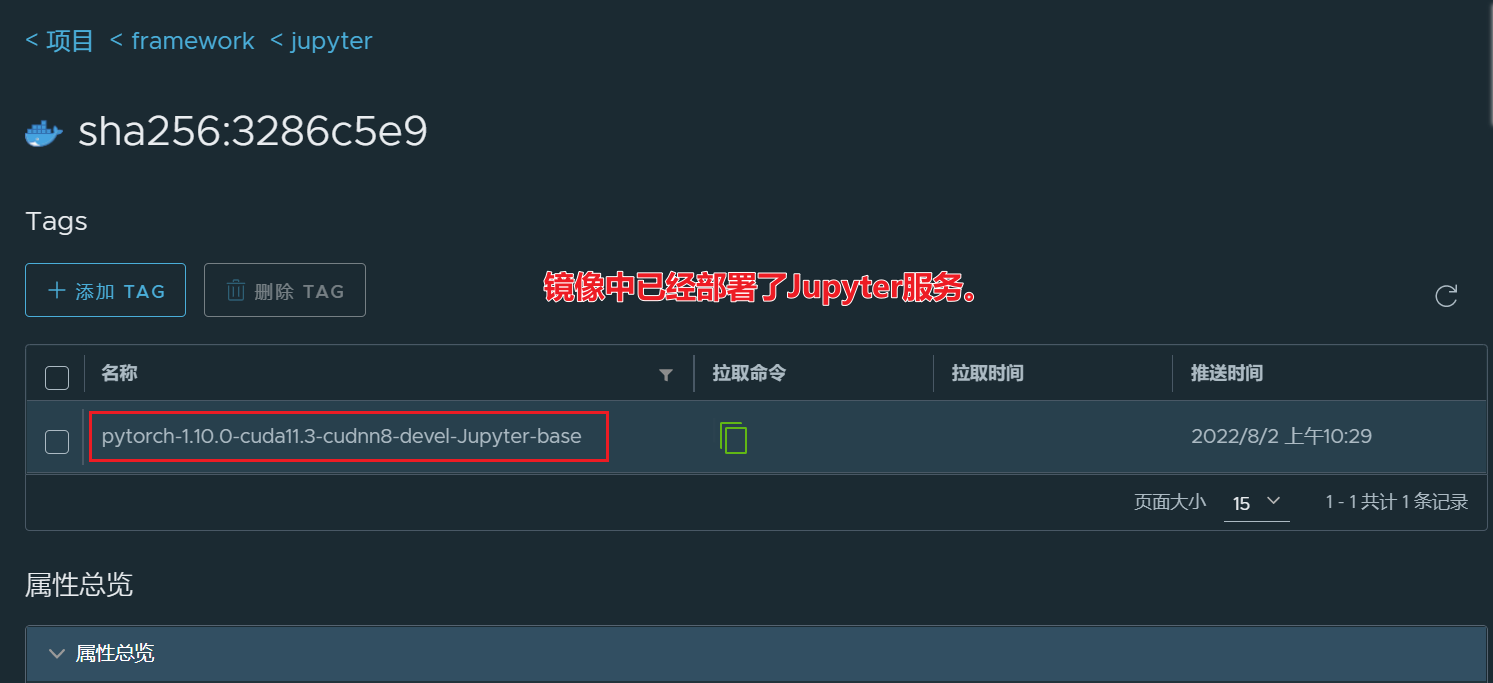 < 项目 < framework < jupyter
sha256:3286c5e9
Tags
+ 添加 TAG 删除 TAG
镜像中已经部署了Jupyter服务。
名称 拉取命令 拉取时间 推送时间
pytorch-1.10.0-cuda11.3-cudnn8-devel-Jupyter-base 2022/8/2 上午10:29
页面大小 15 1 - 1 共计 1 条记录
属性总览
属性总览